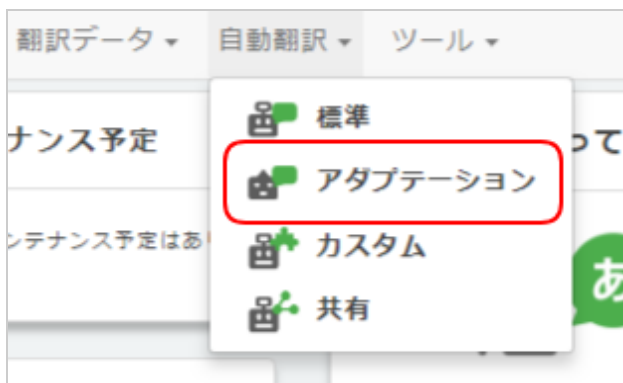 翻訳データ 自動翻訳 ツール
標準
ナンス予定
って
アダプテーション
ンテナンス予定はあ
カスタム
あ
共有